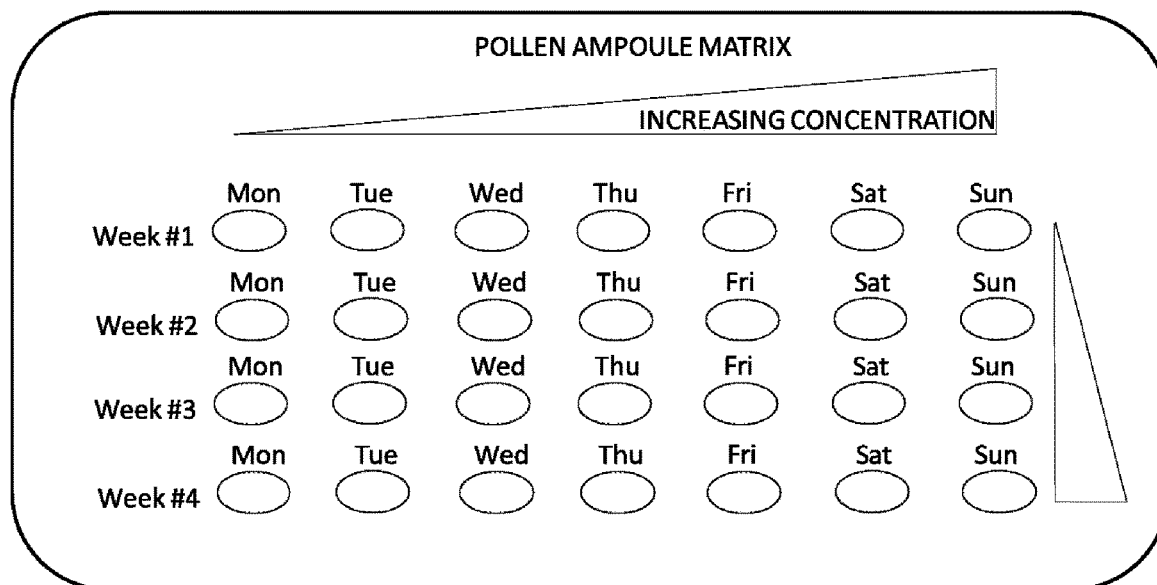 POLLEN AMPOULE MATRIX
INCREASING CONCENTRATION
Mon Tue Wed Thu Fri Sat Sun
Week #1
Mon Tue Wed Thu Fri Sat Sun
Week #2
Mon Tue Wed Thu Fri Sat Sun
Week #3
Mon Tue Wed Thu Fri Sat Sun
Week #4